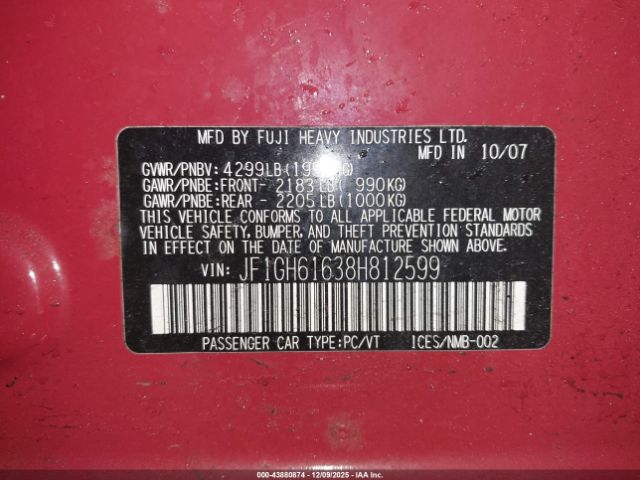 MFD BY FUJI HEAVY INDUSTRIES LTD.
MFD IN 10/07
GVWR/PNBV: 4299LB(19
GAWR/PNBE:FRONT- 2183LB( 990KG)
GAWR/PNBE:REAR - 2205LB(1000KG)
THIS VEHICLE CONFORMS TO ALL APPLICABLE FEDERAL MOTOR
VEHICLE SAFETY, BUMPER, AND THEFT PREVENTION STANDARDS
IN EFFECT ON THE DATE OF MANUFACTURE SHOWN ABOVE.
VIN: JF1GH61638H812599
PASSENGER CAR TYPE:PC/VT ICES/NMB-002
000-43880874 - 12/09/2025 - IAAI.COM